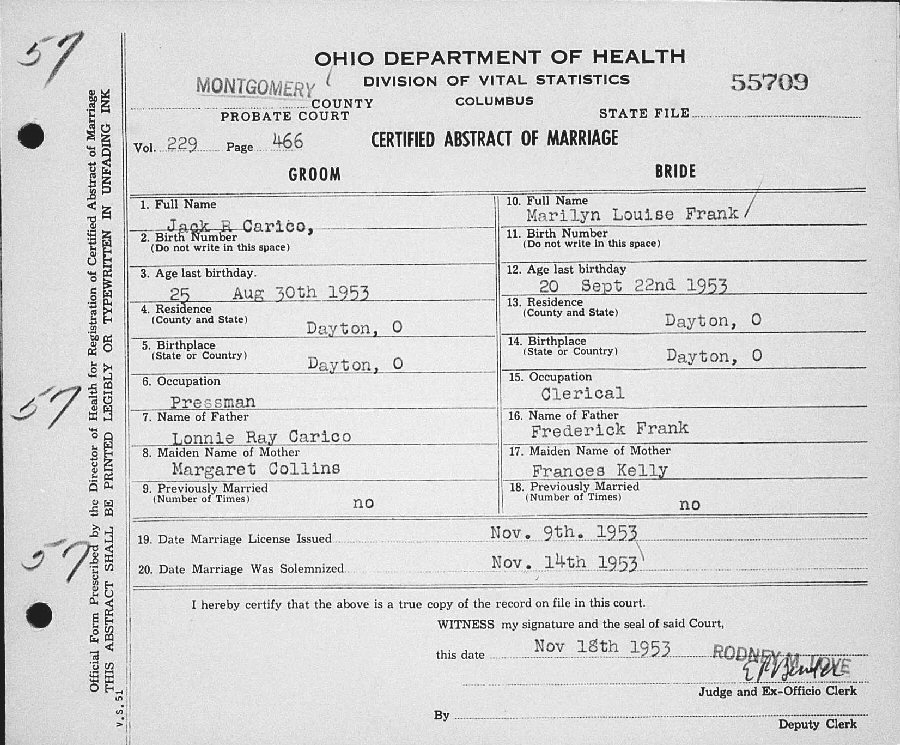 57
OHIO DEPARTMENT OF HEALTH
MONTGOMERY DIVISION OF VITAL STATISTICS 55709
COUNTY COLUMBUS
PROBATE COURT STATE FILE
Vol. 229 Page 466 CERTIFIED ABSTRACT OF MARRIAGE
GROOM
1. Full Name
Jack R Carico,
2. Birth Number
(Do not write in this space)
3. Age last birthday.
25 Aug 30th 1953
4. Residence
(County and State)
Dayton, O
5. Birthplace
(State or Country)
Dayton, O
6. Occupation
Pressman
7. Name of Father
Lonnie Ray Carico
8. Maiden Name of Mother
Margaret Collins
9. Previously Married
(Number of Times)
no
BRIDE
10. Full Name
Marilyn Louise Frank
11. Birth Number
(Do not write in this space)
12. Age last birthday
20 Sept 22nd 1953
13. Residence
(County and State)
Dayton, O
14. Birthplace
(State or Country)
Dayton, O
15. Occupation
Clerical
16. Name of Father
Frederick Frank
17. Maiden Name of Mother
Frances Kelly
18. Previously Married
(Number of Times)
no
19. Date Marriage License Issued Nov. 9th. 1953
20. Date Marriage Was Solemnized Nov. 14th 1953
I hereby certify that the above is a true copy of the record on file in this court.
WITNESS my signature and the seal of said Court,
this date Nov 18th 1953
RODNEY M LOVE
Judge and Ex-Officio Clerk
By
Deputy Clerk
57
57
Official Form Prescribed by the Director of Health for Registration of Certified Abstract of Marriage
THIS ABSTRACT SHALL BE PRINTED LEGIBLY OR TYPEWRITTEN IN UNFADING INK
V.S. 51